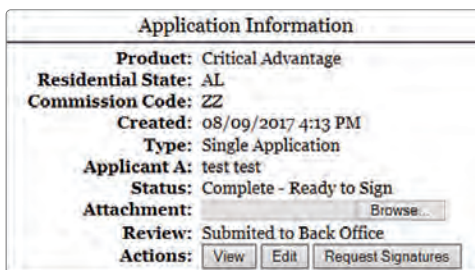 Application Information
Product: Critical Advantage
Residential State: AL
Commission Code: ZZ
Created: 08/09/2017 4:13 PM
Type: Single Application
Applicant A: test test
Status: Complete - Ready to Sign
Attachment: Browse...
Review: Submited to Back Office
Actions: View Edit Request Signatures